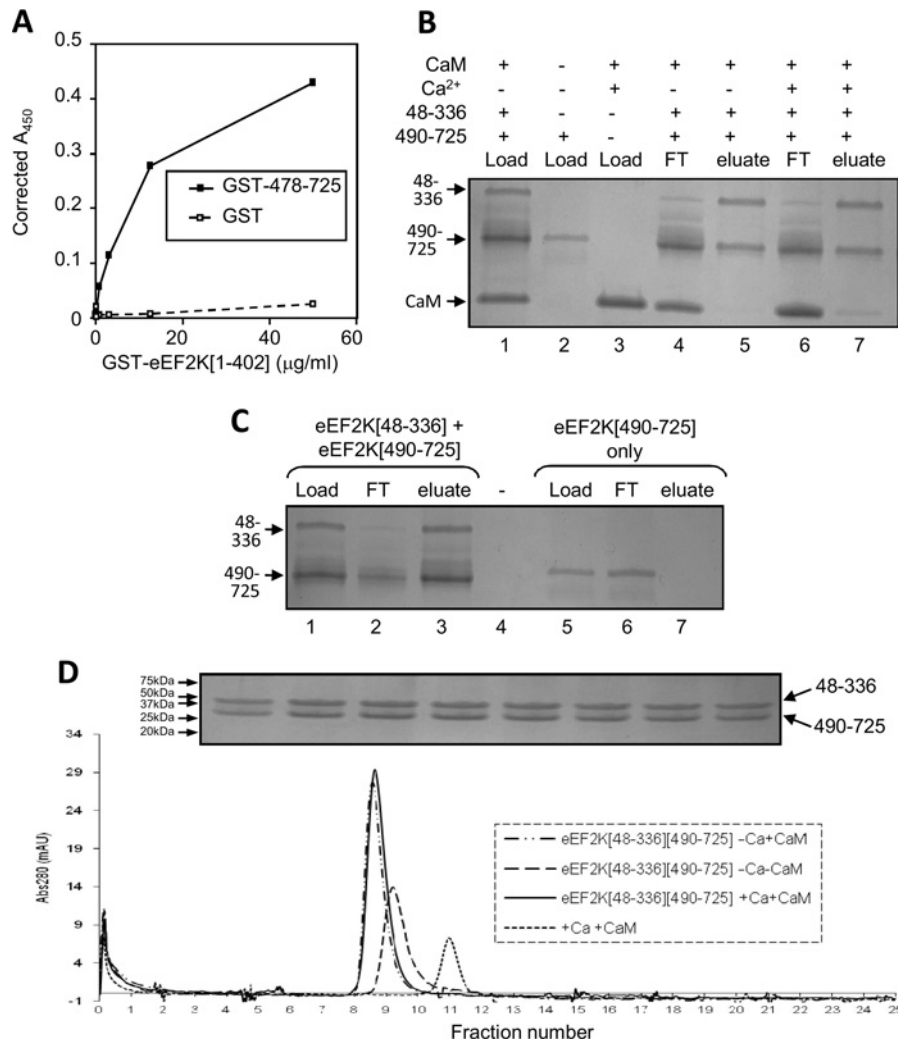 A
0.5
0.4
0.3
0.2
0.1
0
Corrected A450
GST-478-725
GST
0 20 40 60
GST-eEF2K[1-402] (μg/ml)
B
CaM + - + + + + +
Ca2+ - - + - - + +
48-336 + - - + + + +
490-725 + + - + + + +
Load Load Load FT eluate FT eluate
48-
336
490-
725
CaM
1 2 3 4 5 6 7
C
eEF2K[48-336] +
eEF2K[490-725]
eEF2K[490-725]
only
Load FT eluate - Load FT eluate
48-
336
490-
725
1 2 3 4 5 6 7
D
75kDa
50kDa
37kDa
25kDa
20kDa
48-336
490-725
34
29
24
19
14
9
4
-1
Abs280 (mAU)
eEF2K[48-336][490-725] -Ca+CaM
eEF2K[48-336][490-725] -Ca-CaM
eEF2K[48-336][490-725] +Ca+CaM
+Ca +CaM
0 1 2 3 4 5 6 7 8 9 10 11 12 13 14 15 16 17 18 19 20 21 22 23 24 25
Fraction number